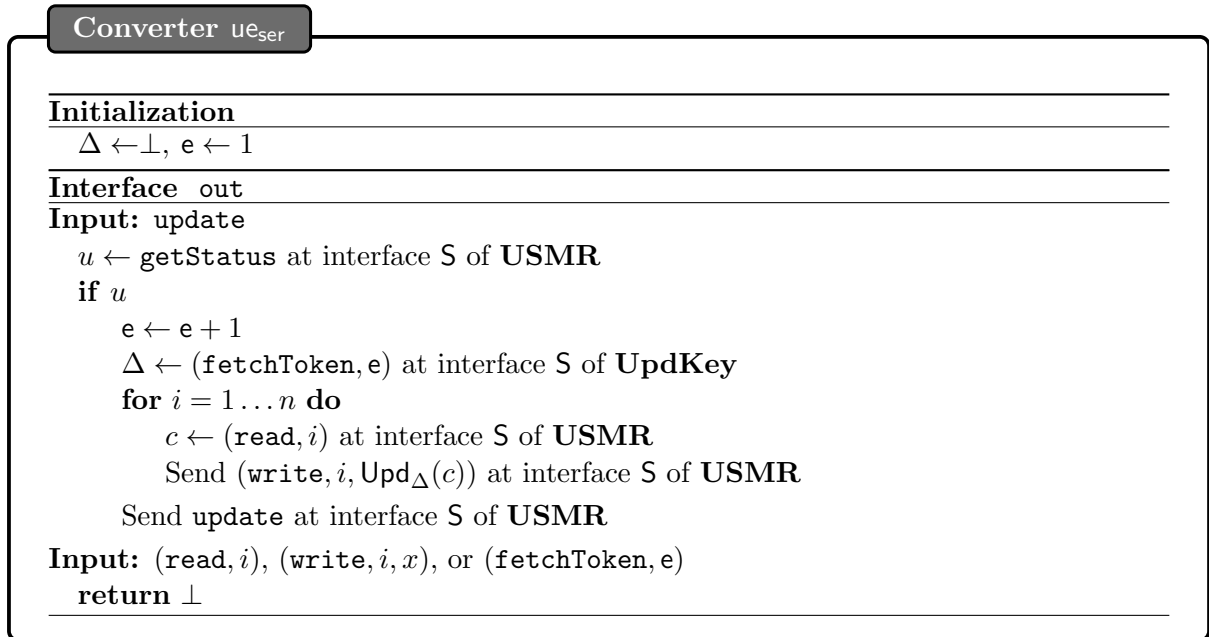 Converter ue_ser
Initialization
Δ ←⊥, e ← 1
Interface out
Input: update
u ← getStatus at interface S of USMR
if u
e ← e + 1
Δ ← (fetchToken, e) at interface S of UpdKey
for i = 1 . . . n do
c ← (read, i) at interface S of USMR
Send (write, i, Upd_Δ(c)) at interface S of USMR
Send update at interface S of USMR
Input: (read, i), (write, i, x), or (fetchToken, e)
return ⊥